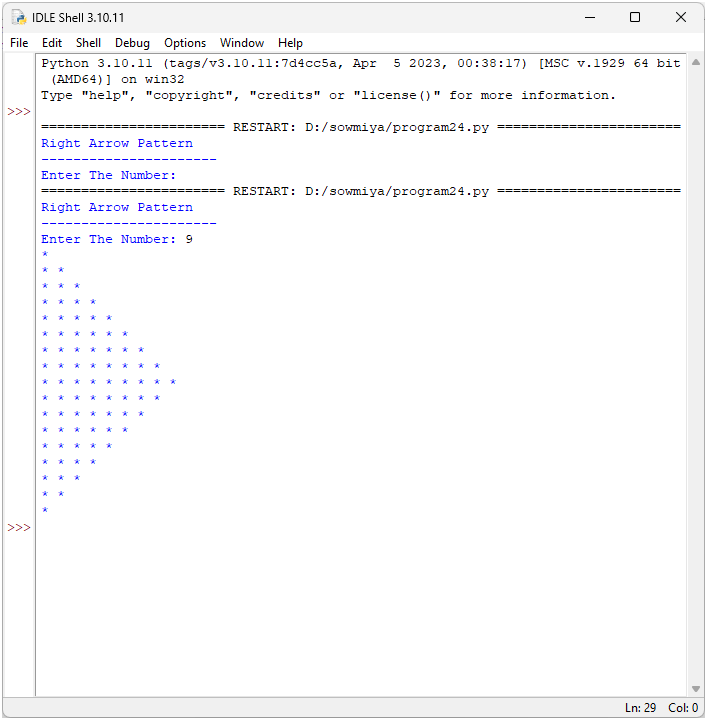 IDLE Shell 3.10.11
File Edit Shell Debug Options Window Help
Python 3.10.11 (tags/v3.10.11:7d4cc5a, Apr  5 2023, 00:38:17) [MSC v.1929 64 bit
 (AMD64)] on win32
Type "help", "copyright", "credits" or "license()" for more information.
>>>
======================= RESTART: D:/sowmiya/program24.py =======================
Right Arrow Pattern
----------------------
Enter The Number:
======================= RESTART: D:/sowmiya/program24.py =======================
Right Arrow Pattern
----------------------
Enter The Number: 9
*
* *
* * *
* * * *
* * * * *
* * * * * *
* * * * * * *
* * * * * * * *
* * * * * * * * *
* * * * * * * *
* * * * * * *
* * * * * *
* * * * *
* * * *
* * *
* *
*
>>>
Ln: 29 Col: 0